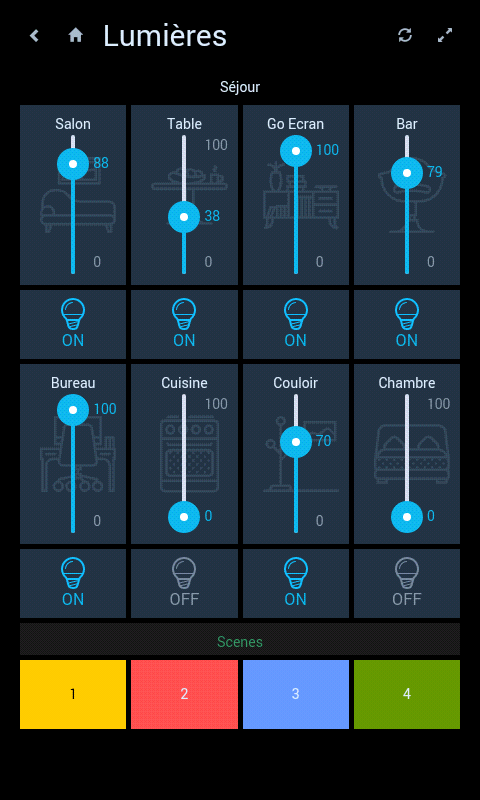 Lumières
Séjour
Salon Table Go Ecran Bar
88 100 100 79
38
0 0 0 0
ON ON ON ON
Bureau Cuisine Couloir Chambre
100 100 70 100
0 0 0 0
ON OFF ON OFF
Scenes
1 2 3 4